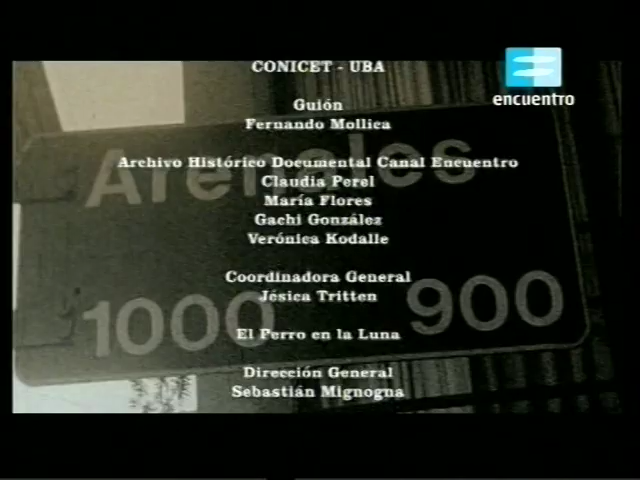 CONICET - UBA
encuentro
Guión
Fernando Mollica
Archivo Histórico Documental Canal Encuentro
Arenales
Claudia Perel
María Flores
Gachi González
Verónica Kodalle
Coordinadora General
Jésica Tritten
1000 900
El Perro en la Luna
Dirección General
Sebastián Mignogna